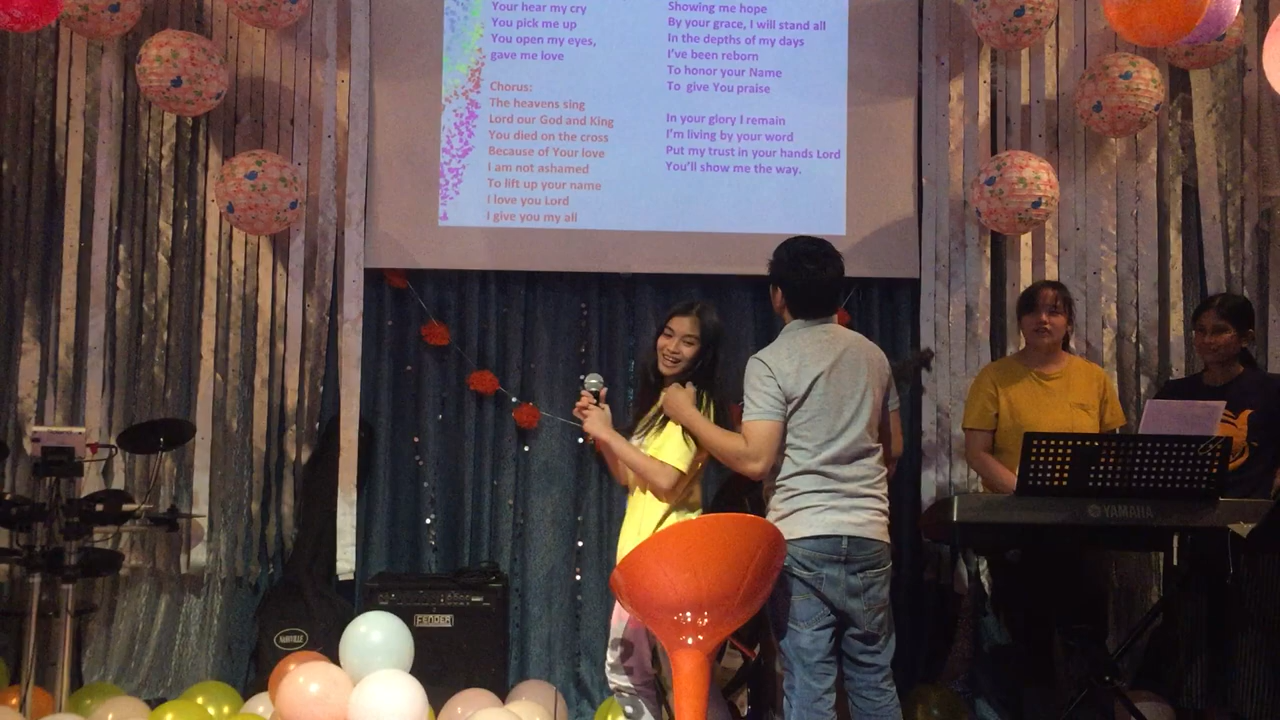 Your hear my cry
You pick me up
You open my eyes,
gave me love
Chorus:
The heavens sing
Lord our God and King
You died on the cross
Because of Your love
I am not ashamed
To lift up your name
I love you Lord
I give you my all
Showing me hope
By your grace, I will stand all
In the depths of my days
I've been reborn
To honor your Name
To give You praise
In your glory I remain
I'm living by your word
Put my trust in your hands Lord
You'll show me the way.
YAMAHA
FENDER
NASHVILLE